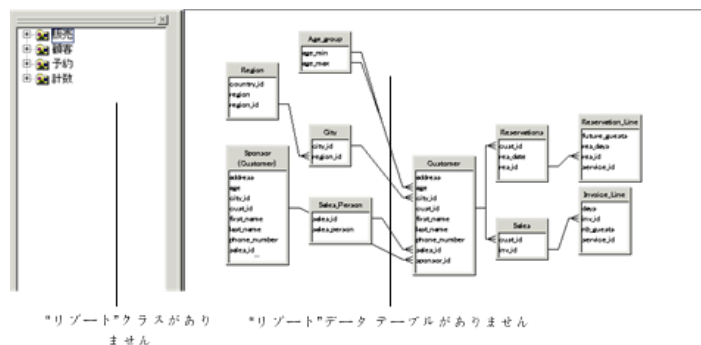 販売
顧客
予約
計数
Age_group
age_min
age_max
Region
country_id
region
region_id
City
city_id
region_id
Sponsor
(Customer)
address
age
city_id
cust_id
first_name
last_name
phone_number
sales_id
Sales_Person
sales_id
sales_person
Customer
address
age
city_id
cust_id
first_name
last_name
phone_number
sales_id
sponsor_id
Reservations
cust_id
res_date
res_id
Reservation_Line
future_guests
res_days
res_id
service_id
Sales
cust_id
inv_id
Invoice_Line
days
inv_id
nb_guests
service_id
"リゾート"クラスがあり
ません
"リゾート"データ テーブルがありません